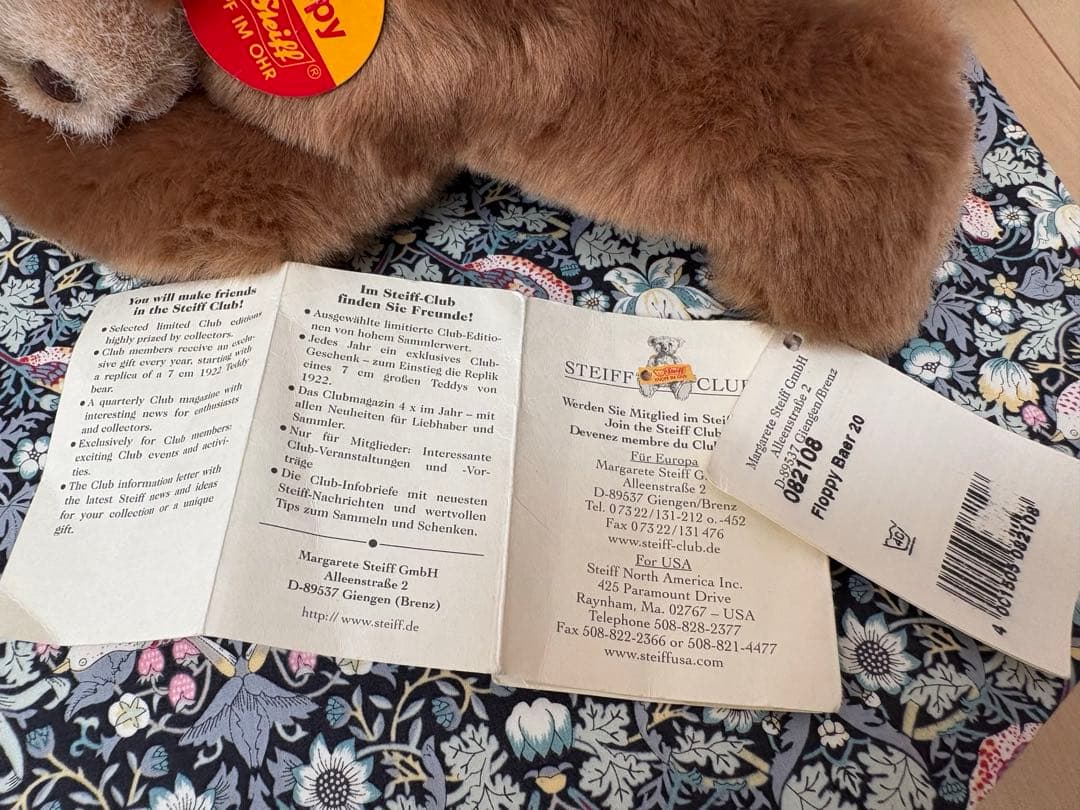 ppy
Steiff
F IM OHR
®
You will make friends
in the Steiff Club!
• Selected limited Club editions
highly prized by collectors.
• Club members receive an exclu-
sive gift every year, starting with
a replica of a 7 cm 1922 Teddy
bear.
• A quarterly Club magazine with
interesting news for enthusiasts
and collectors.
• Exclusively for Club members:
exciting Club events and activi-
ties.
• The Club information letter with
the latest Steiff news and ideas
for your collection or a unique
gift.
Im Steiff-Club
finden Sie Freunde!
• Ausgewählte limitierte Club-Editio-
nen von hohem Sammlerwert.
• Jedes Jahr ein exklusives Club-
Geschenk – zum Einstieg die Replik
eines 7 cm großen Teddys von
1922.
• Das Clubmagazin 4 x im Jahr – mit
allen Neuheiten für Liebhaber und
Sammler.
• Nur für Mitglieder: Interessante
Club-Veranstaltungen und -Vor-
träge
• Die Club-Infobriefe mit neuesten
Steiff-Nachrichten und wertvollen
Tips zum Sammeln und Schenken.
Margarete Steiff GmbH
Alleenstraße 2
D-89537 Giengen (Brenz)
http://www.steiff.de
STEIFF CLU
Steiff
Werden Sie Mitglied im Stei
Join the Steiff Club
Devenez membre du Clu
Für Europa
Margarete Steiff G
Alleenstraße 2
D-89537 Giengen/Brenz
Tel. 07322/131-212 o. -452
Fax 07322/131 476
www.steiff-club.de
For USA
Steiff North America Inc.
425 Paramount Drive
Raynham, Ma. 02767 – USA
Telephone 508-828-2377
Fax 508-822-2366 or 508-821-4477
www.steiffusa.com
Margarete Steiff GmbH
Alleenstraße 2
D-89537 Giengen/Brenz
082108
Floppy Baer 20
4 001505 082108